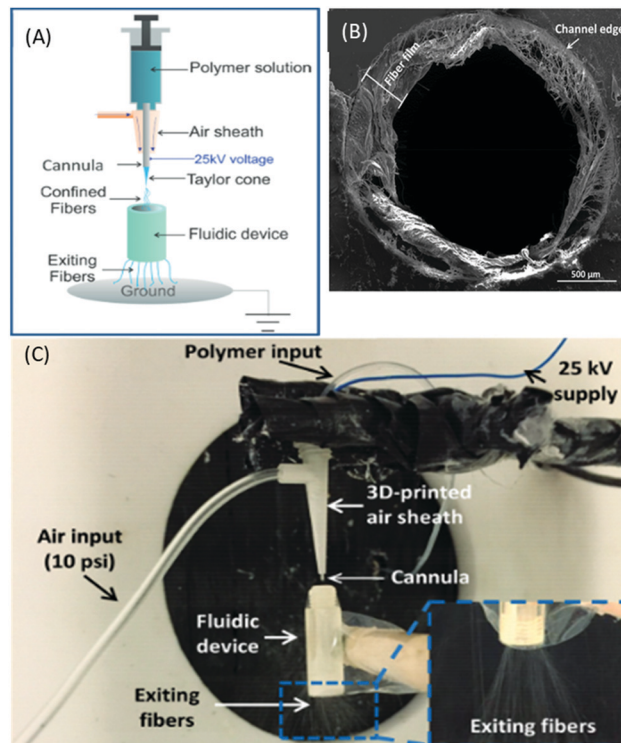 (A)
Polymer solution
Air sheath
Cannula
25kV voltage
Taylor cone
Confined
Fibers
Fluidic device
Exiting
Fibers
Ground
(B)
Channel edge
Fiber film
500 µm
(C)
Polymer input
25 kV
supply
3D-printed
air sheath
Air input
(10 psi)
Cannula
Fluidic
device
Exiting
fibers
Exiting fibers